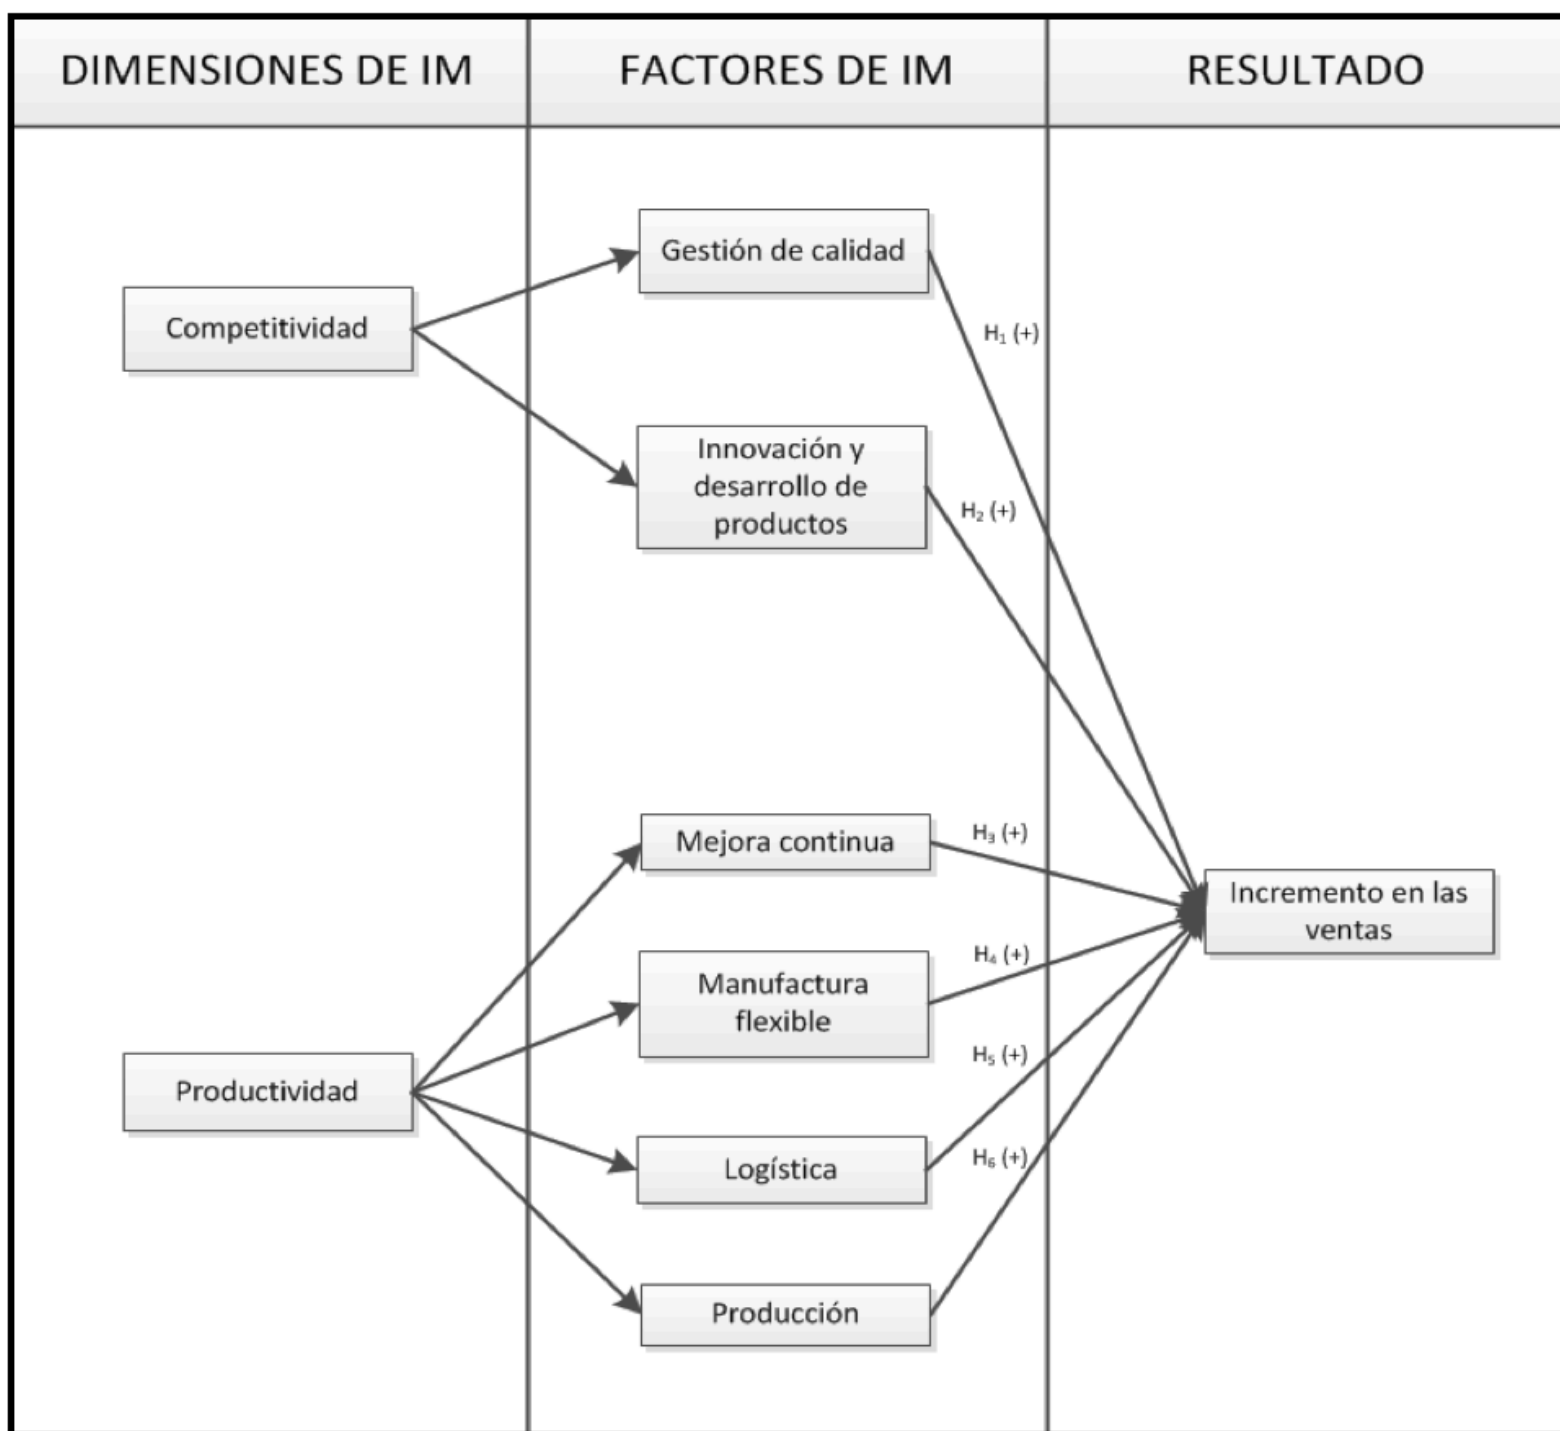 DIMENSIONES DE IM
FACTORES DE IM
RESULTADO
Gestión de calidad
Competitividad
H₁ (+)
Innovación y
desarrollo de
productos
H₂ (+)
Mejora continua
H₃ (+)
Incremento en las
ventas
Manufactura
flexible
H₄ (+)
Productividad
H₅ (+)
Logística
H₆ (+)
Producción